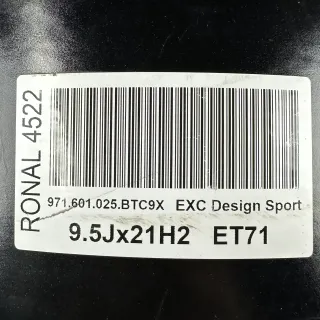 RONAL 4522
971.601.025.BTC9X EXC Design Sport
9.5Jx21H2 ET71